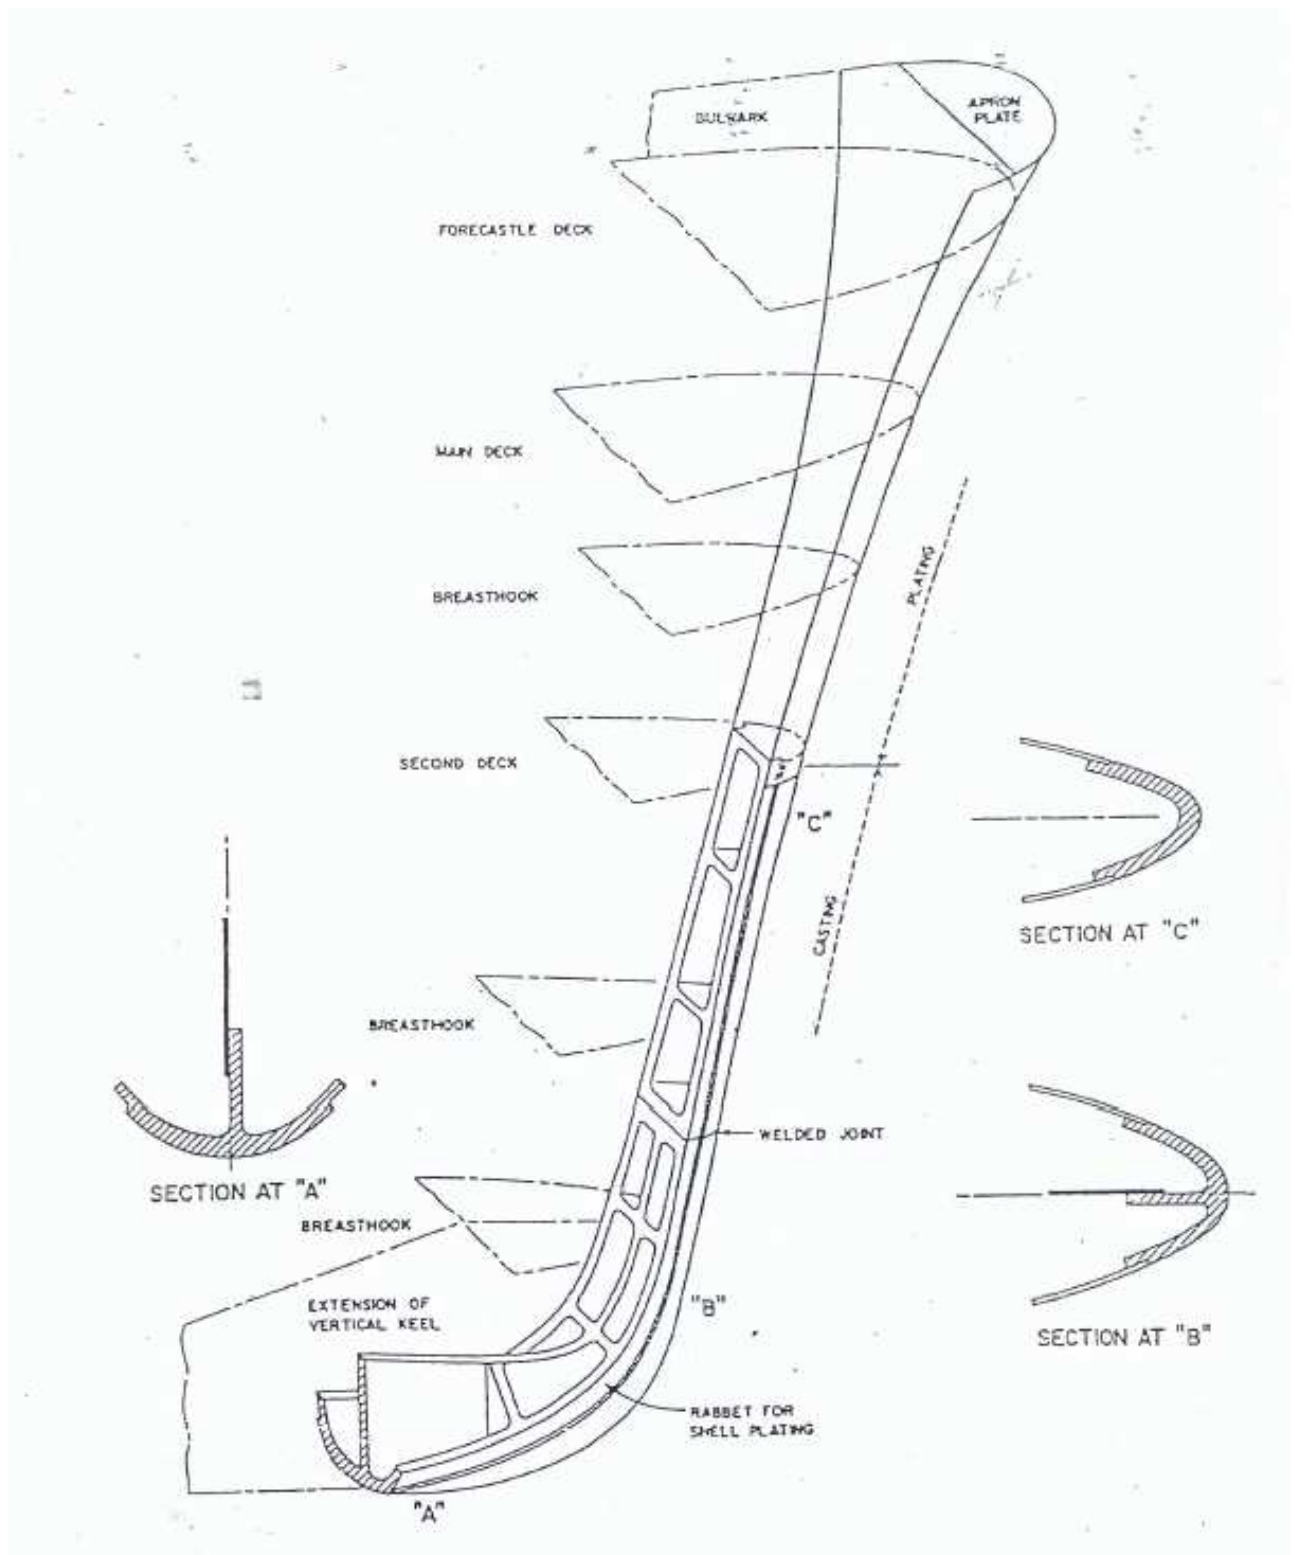 BULWARK
APRON
PLATE
FORECASTLE DECK
MAIN DECK
PLATING
BREASTHOOK
SECOND DECK
"C"
CASTING
SECTION AT "C"
BREASTHOOK
WELDED JOINT
SECTION AT "A"
BREASTHOOK
EXTENSION OF
VERTICAL KEEL
"B"
SECTION AT "B"
RABBET FOR
SHELL PLATING
"A"